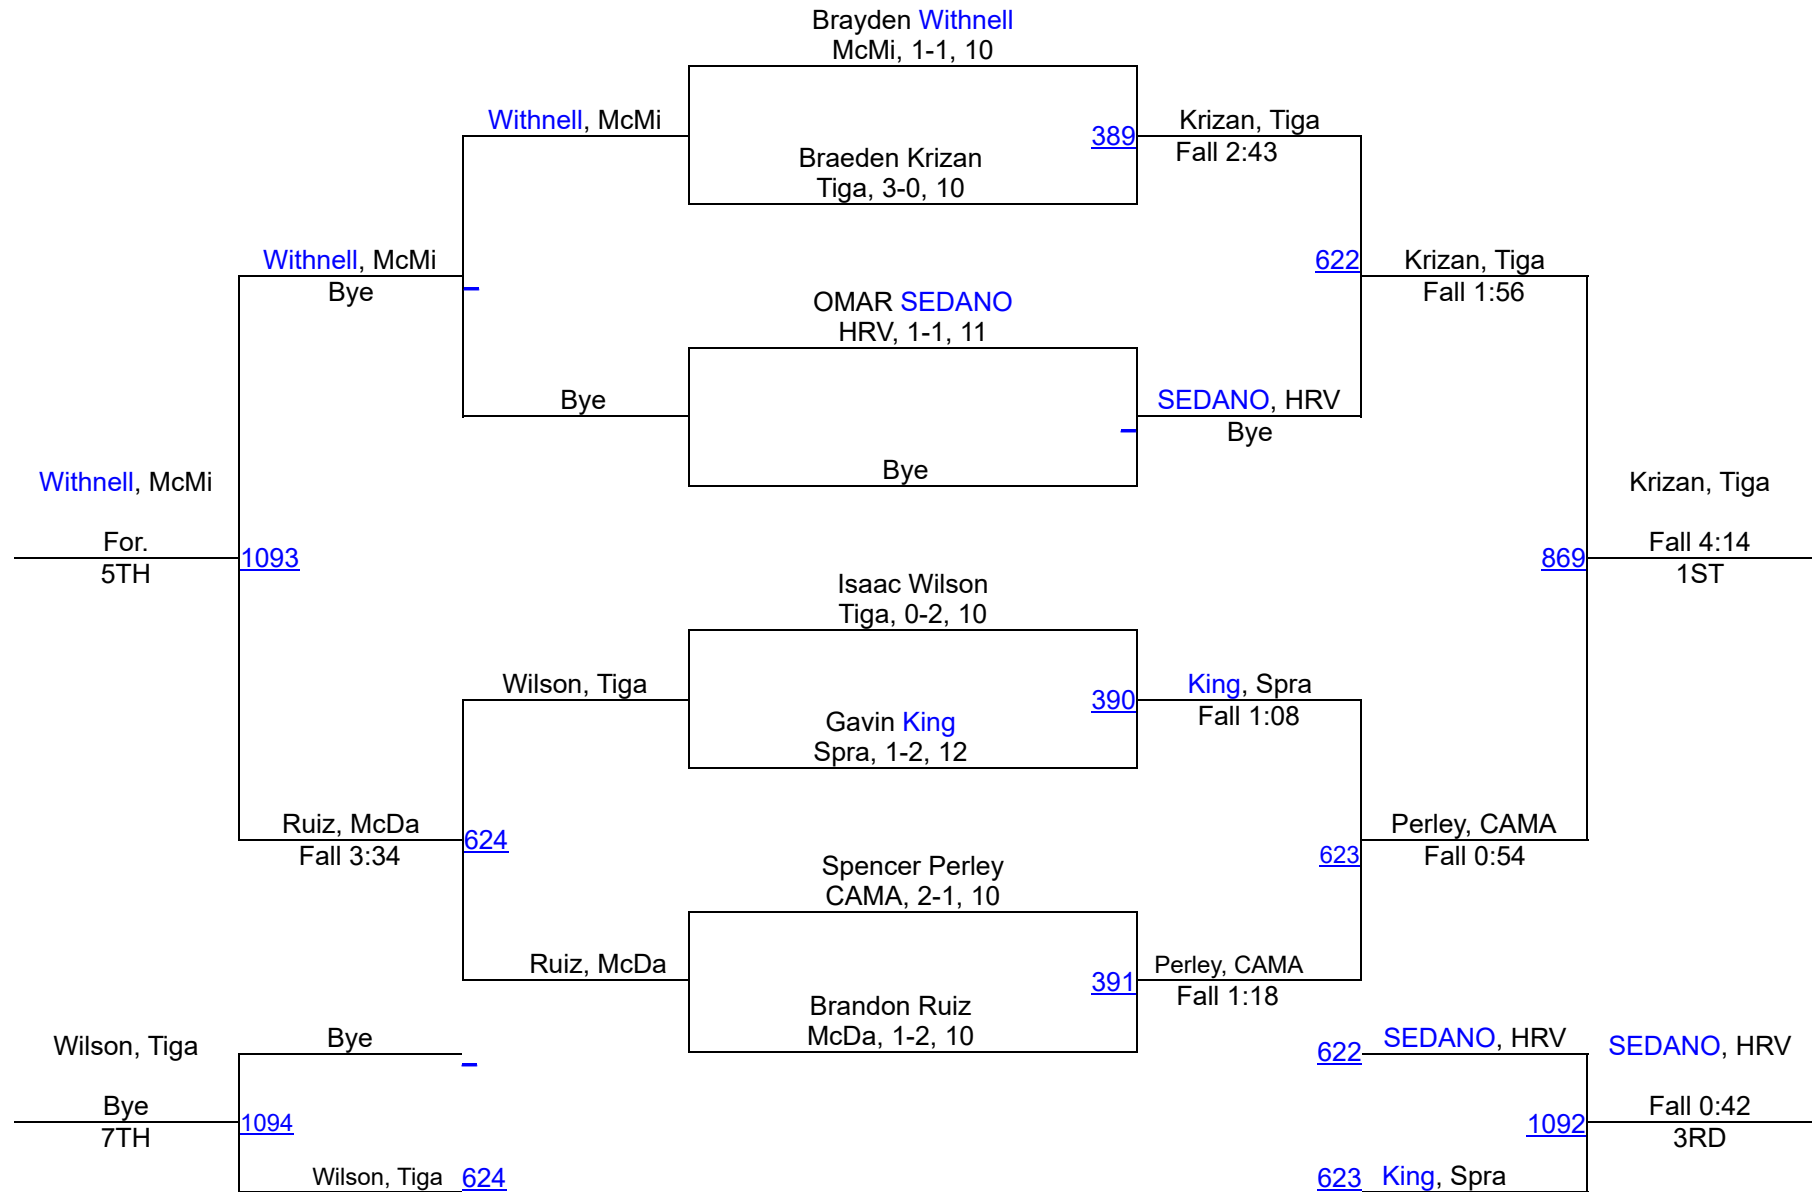 Brayden Withnell
McMi, 1-1, 10
Withnell, McMi
389
Krizan, Tiga
Fall 2:43
Braeden Krizan
Tiga, 3-0, 10
Withnell, McMi
Bye
622
Krizan, Tiga
Fall 1:56
OMAR SEDANO
HRV, 1-1, 11
Bye
SEDANO, HRV
Bye
Bye
Withnell, McMi
For.
5TH
1093
Krizan, Tiga
869
Fall 4:14
1ST
Isaac Wilson
Tiga, 0-2, 10
Wilson, Tiga
390
King, Spra
Fall 1:08
Gavin King
Spra, 1-2, 12
Ruiz, McDa
Fall 3:34
624
623
Perley, CAMA
Fall 0:54
Spencer Perley
CAMA, 2-1, 10
Ruiz, McDa
391
Perley, CAMA
Fall 1:18
Brandon Ruiz
McDa, 1-2, 10
Wilson, Tiga
Bye
7TH
Bye
1094
Wilson, Tiga 624
622 SEDANO, HRV
SEDANO, HRV
1092
Fall 0:42
3RD
623 King, Spra